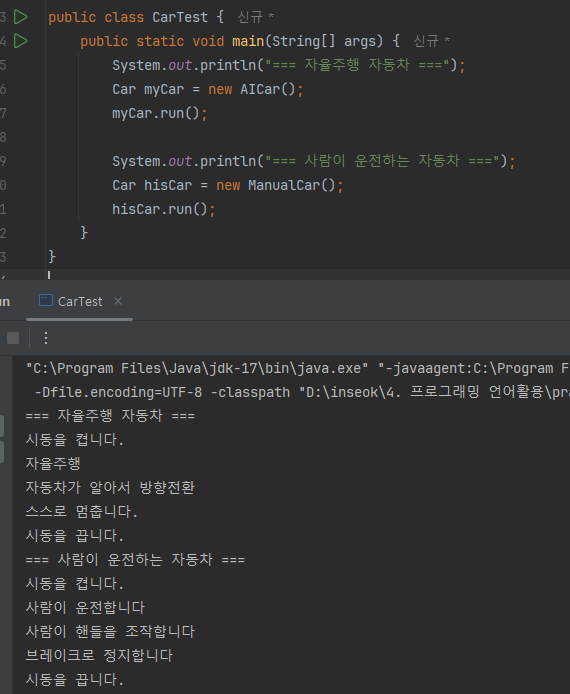 3 public class CarTest { 신규 *
4 public static void main(String[] args) { 신규 *
5 System.out.println("=== 자율주행 자동차 ===");
6 Car myCar = new AICar();
7 myCar.run();
8
9 System.out.println("=== 사람이 운전하는 자동차 ===");
0 Car hisCar = new ManualCar();
1 hisCar.run();
2 }
3 }
un CarTest ×
"C:\Program Files\Java\jdk-17\bin\java.exe" "-javaagent:C:\Program F
-Dfile.encoding=UTF-8 -classpath "D:\inseok\4. 프로그래밍 언어활용\pra
=== 자율주행 자동차 ===
시동을 켭니다.
자율주행
자동차가 알아서 방향전환
스스로 멈춥니다.
시동을 끕니다.
=== 사람이 운전하는 자동차 ===
시동을 켭니다.
사람이 운전합니다
사람이 핸들을 조작합니다
브레이크로 정지합니다
시동을 끕니다.